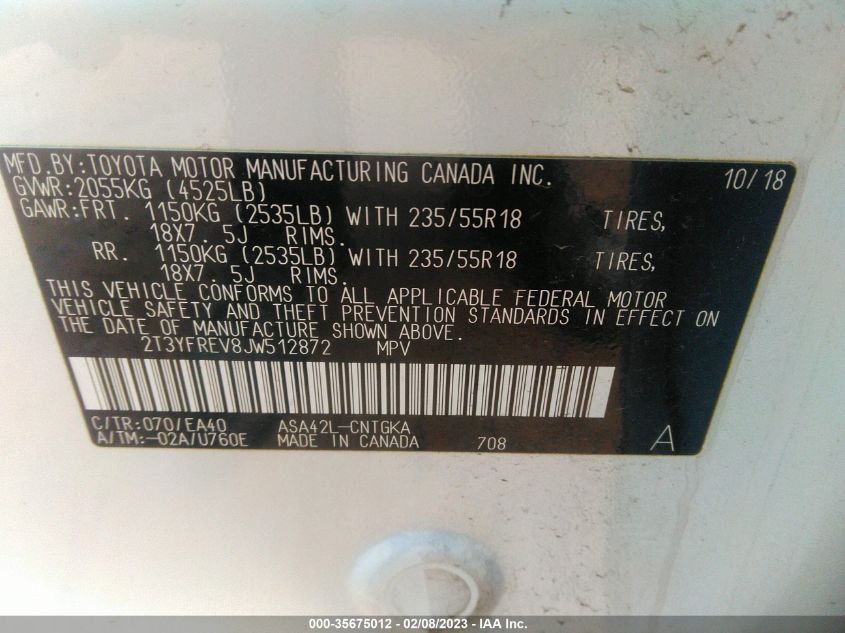 MFD.BY:TOYOTA MOTOR MANUFACTURING CANADA INC. 10/18
GVWR:2055KG (4525LB)
GAWR:FRT. 1150KG (2535LB) WITH 235/55R18 TIRES,
18X7. 5J RIMS.
RR. 1150KG (2535LB) WITH 235/55R18 TIRES,
18X7. 5J RIMS.
THIS VEHICLE CONFORMS TO ALL APPLICABLE FEDERAL MOTOR
VEHICLE SAFETY AND THEFT PREVENTION STANDARDS IN EFFECT ON
THE DATE OF MANUFACTURE SHOWN ABOVE.
2T3YFREV8JW512872 MPV
C/TR:070/EA40 ASA42L-CNTGKA
A/TM:-02A/U760E MADE IN CANADA 708 A
000-35675012 - 02/08/2023 - IAA Inc.